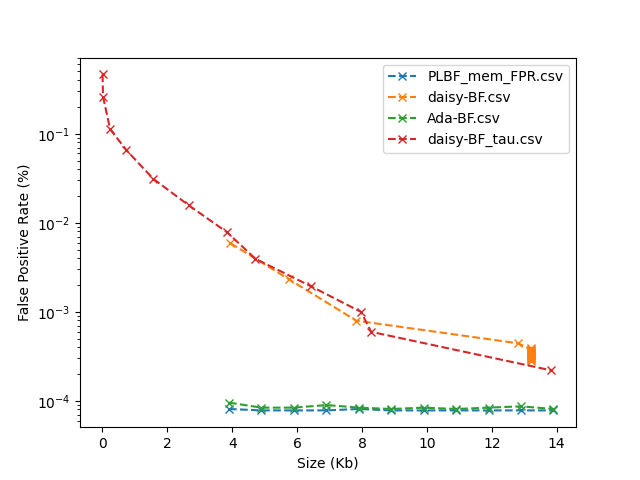 PLBF_mem_FPR.csv
daisy-BF.csv
Ada-BF.csv
daisy-BF_tau.csv
False Positive Rate (%)
10⁻¹
10⁻²
10⁻³
10⁻⁴
0 2 4 6 8 10 12 14
Size (Kb)